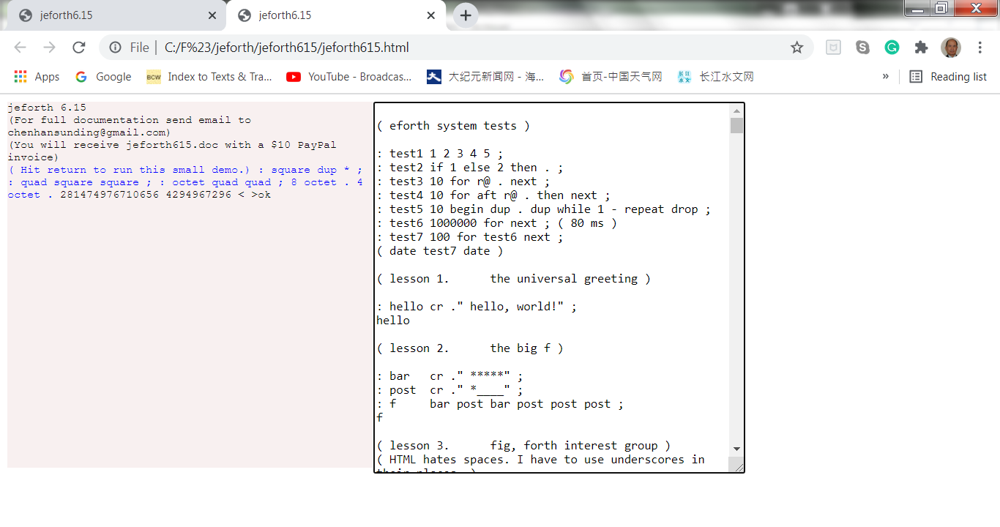 jeforth6.15
jeforth6.15
File | C:/F%23/jeforth/jeforth615/jeforth615.html
Apps Google BCW Index to Texts & Tra... YouTube - Broadcas... 大纪元新闻网 - 海... 首页-中国天气网 长江水文 长江水文网 » Reading list
jeforth 6.15
(For full documentation send email to
chenhansunding@gmail.com)
(You will receive jeforth615.doc with a $10 PayPal
invoice)
( Hit return to run this small demo.) : square dup * ;
: quad square square ; : octet quad quad ; 8 octet . 4
octet . 281474976710656 4294967296 < >ok
( eforth system tests )
: test1 1 2 3 4 5 ;
: test2 if 1 else 2 then . ;
: test3 10 for r@ . next ;
: test4 10 for aft r@ . then next ;
: test5 10 begin dup . dup while 1 - repeat drop ;
: test6 1000000 for next ; ( 80 ms )
: test7 100 for test6 next ;
( date test7 date )
( lesson 1. the universal greeting )
: hello cr ." hello, world!" ;
hello
( lesson 2. the big f )
: bar cr ." *****" ;
: post cr ." *____" ;
: f bar post bar post post post ;
f
( lesson 3. fig, forth interest group )
( HTML hates spaces. I have to use underscores in